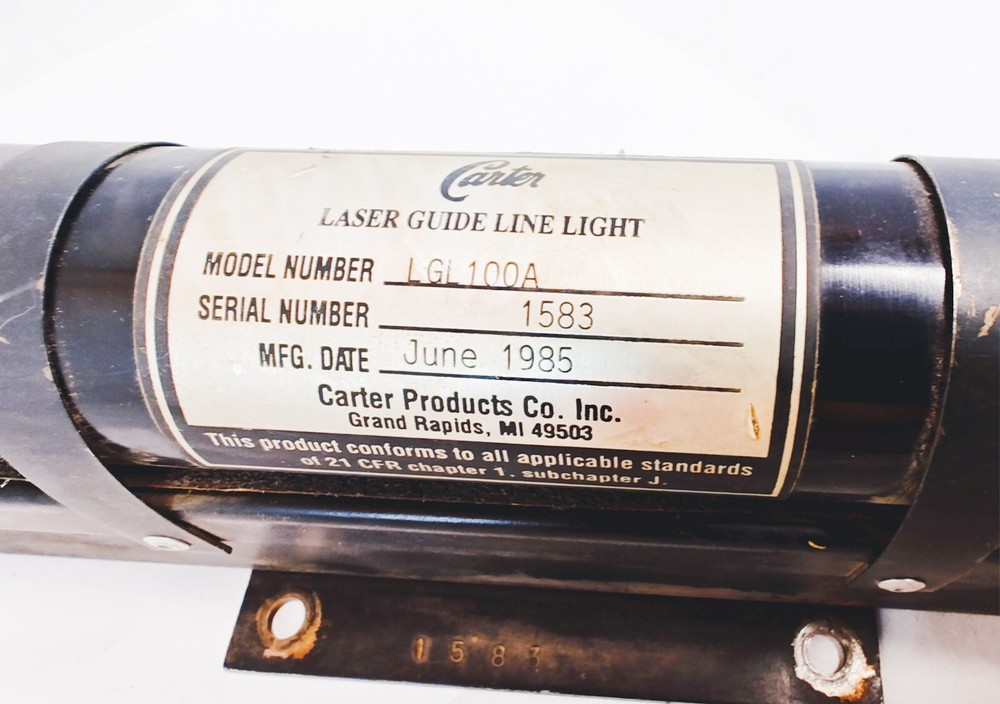 Carter
LASER GUIDE LINE LIGHT
MODEL NUMBER LGL100A
SERIAL NUMBER 1583
MFG. DATE June 1985
Carter Products Co. Inc.
Grand Rapids, MI 49503
This product conforms to all applicable standards
of 21 CFR chapter 1. subchapter J.
1583